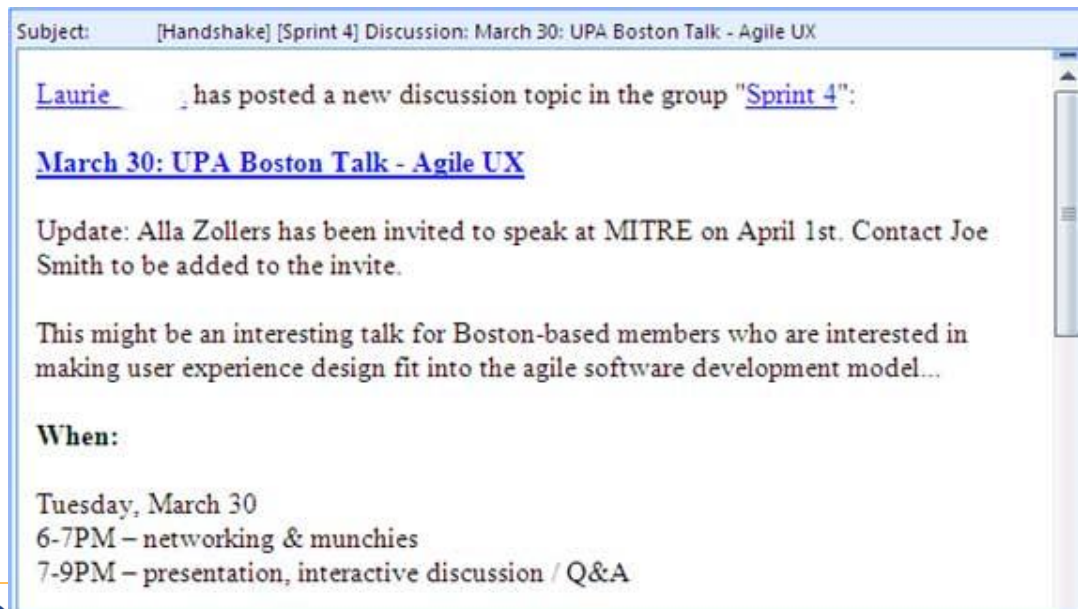 Subject: [Handshake] [Sprint 4] Discussion: March 30: UPA Boston Talk - Agile UX
Laurie has posted a new discussion topic in the group "Sprint 4":
March 30: UPA Boston Talk - Agile UX
Update: Alla Zollers has been invited to speak at MITRE on April 1st. Contact Joe
Smith to be added to the invite.
This might be an interesting talk for Boston-based members who are interested in
making user experience design fit into the agile software development model...
When:
Tuesday, March 30
6-7PM – networking & munchies
7-9PM – presentation, interactive discussion / Q&A